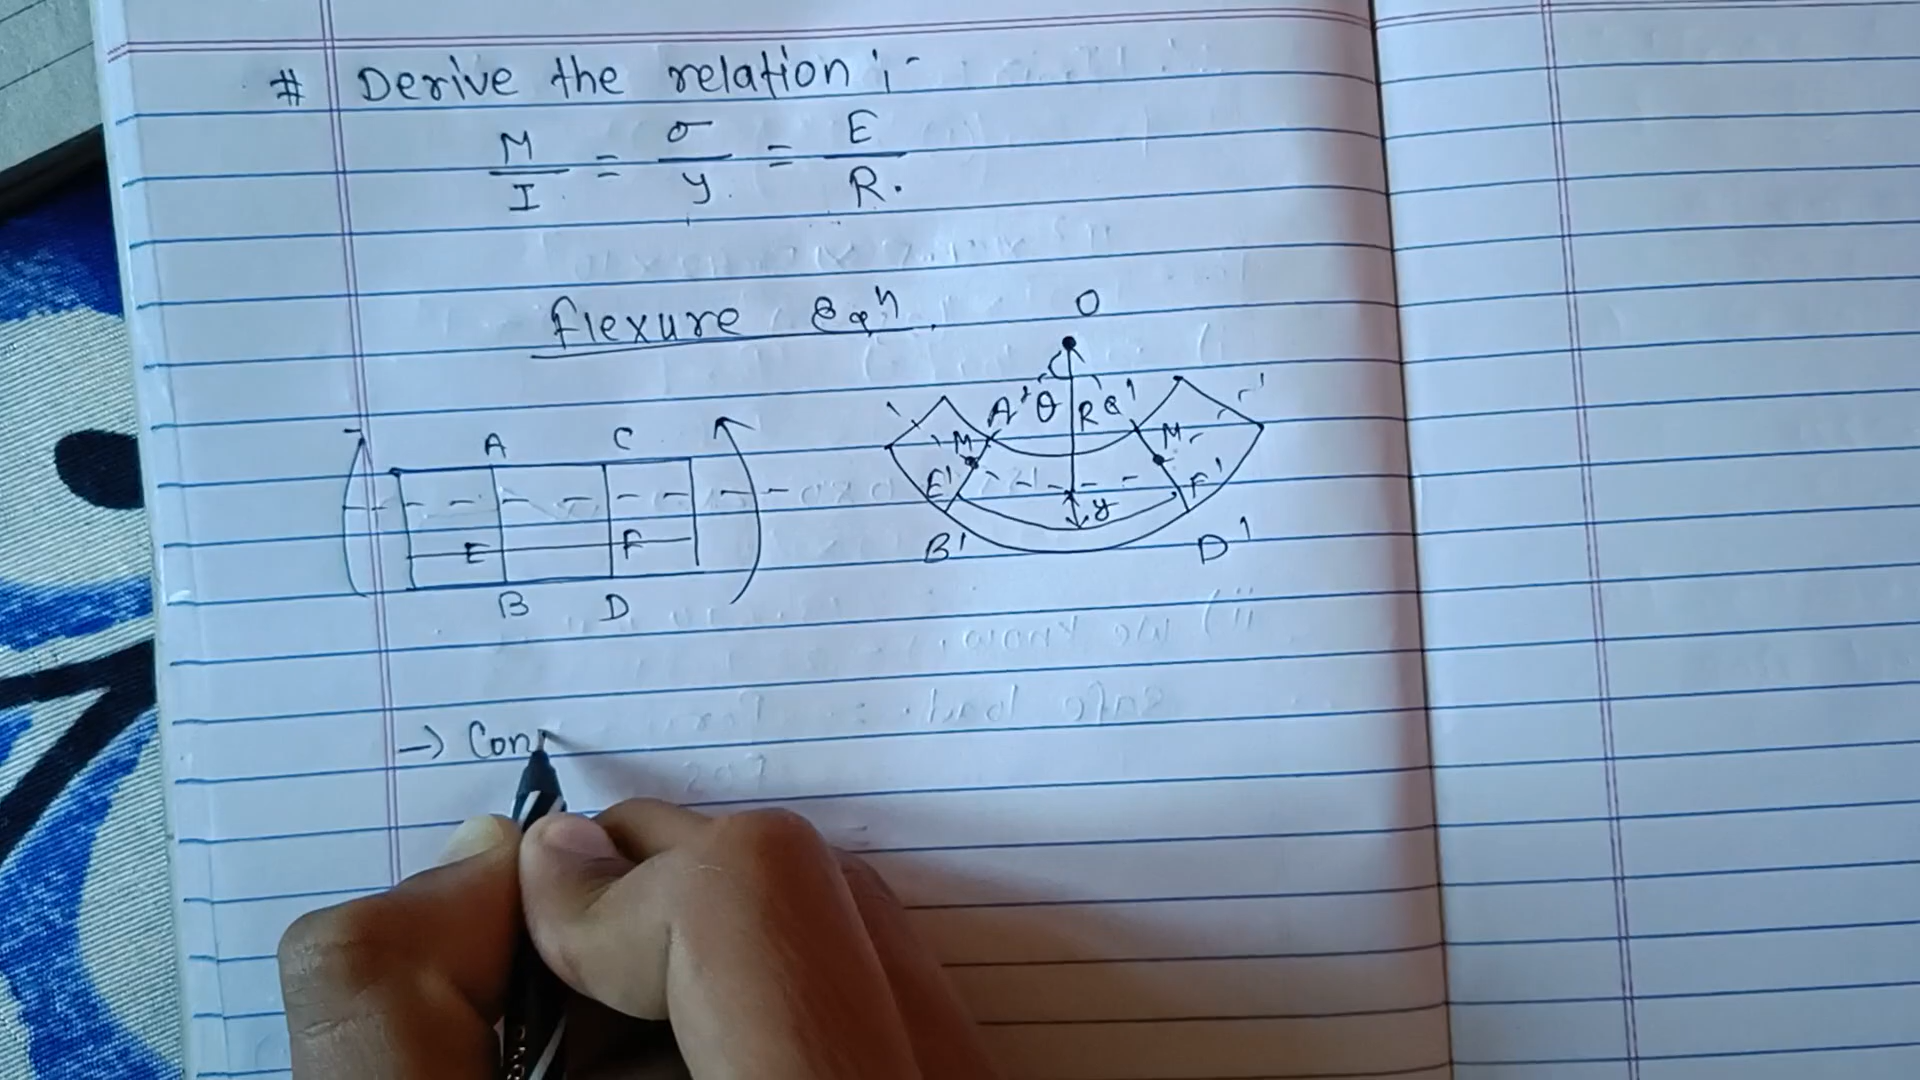 # Derive the relation :-
M/I = σ/y = E/R.
flexure eqⁿ.
O
A' θ R C'
A C
M M
E' F'
y
E F
B' D'
B D
→ Con